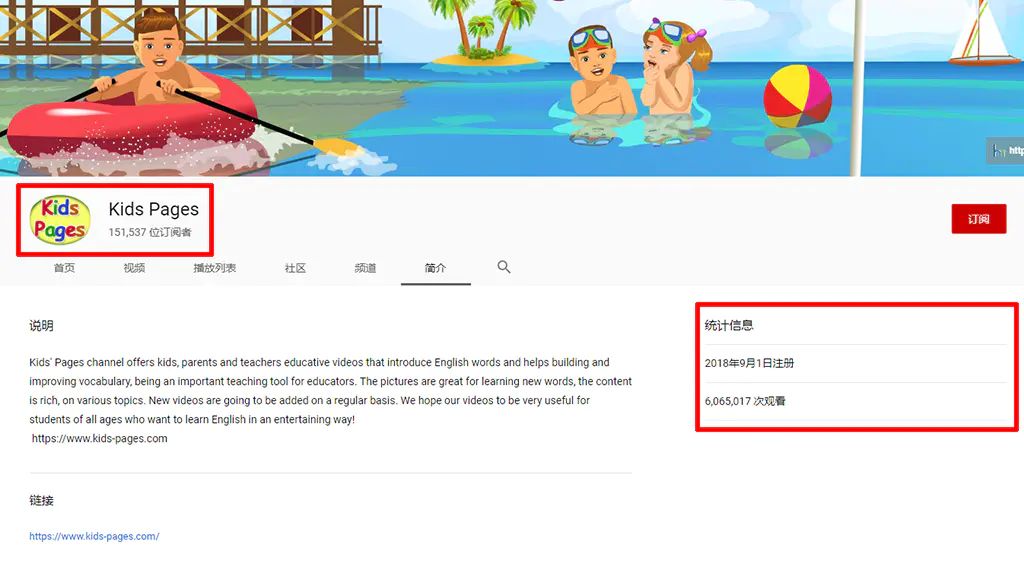 http
Kids
Pages
Kids Pages
151,537 位订阅者
订阅
首页 视频 播放列表 社区 频道 简介
说明
Kids' Pages channel offers kids, parents and teachers educative videos that introduce English words and helps building and
improving vocabulary, being an important teaching tool for educators. The pictures are great for learning new words, the content
is rich, on various topics. New videos are going to be added on a regular basis. We hope our videos to be very useful for
students of all ages who want to learn English in an entertaining way!
https://www.kids-pages.com
统计信息
2018年9月1日注册
6,065,017 次观看
链接
https://www.kids-pages.com/